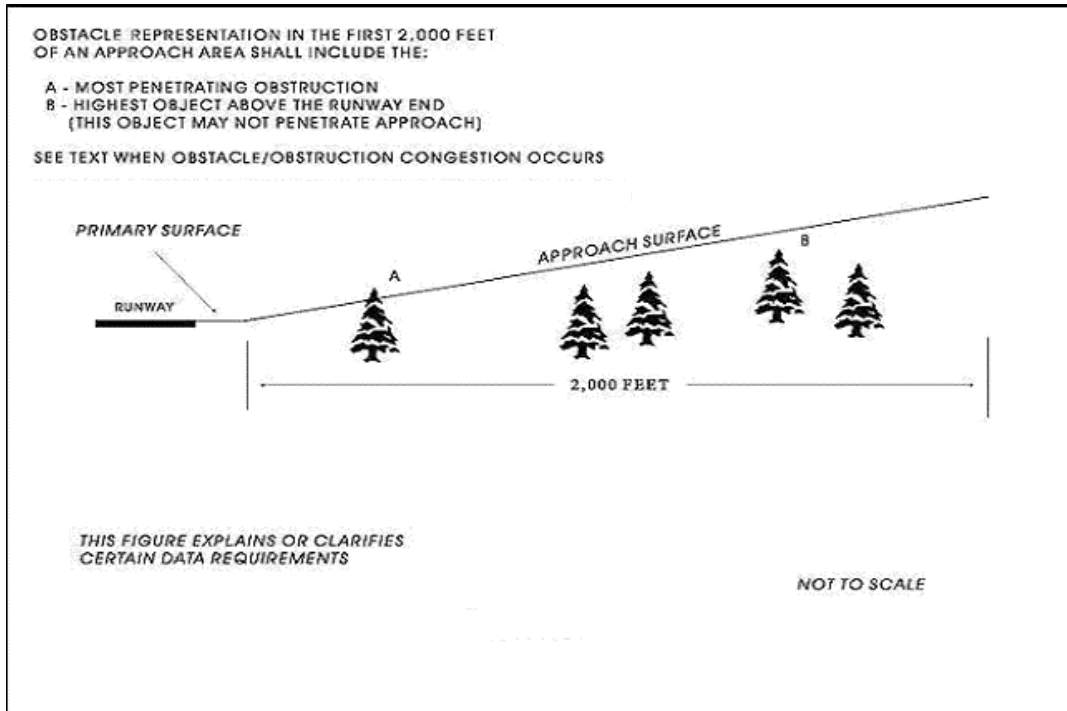 OBSTACLE REPRESENTATION IN THE FIRST 2,000 FEET
OF AN APPROACH AREA SHALL INCLUDE THE:
A - MOST PENETRATING OBSTRUCTION
B - HIGHEST OBJECT ABOVE THE RUNWAY END
(THIS OBJECT MAY NOT PENETRATE APPROACH)
SEE TEXT WHEN OBSTACLE/OBSTRUCTION CONGESTION OCCURS
PRIMARY SURFACE
APPROACH SURFACE
B
A
RUNWAY
2,000 FEET
THIS FIGURE EXPLAINS OR CLARIFIES
CERTAIN DATA REQUIREMENTS
NOT TO SCALE